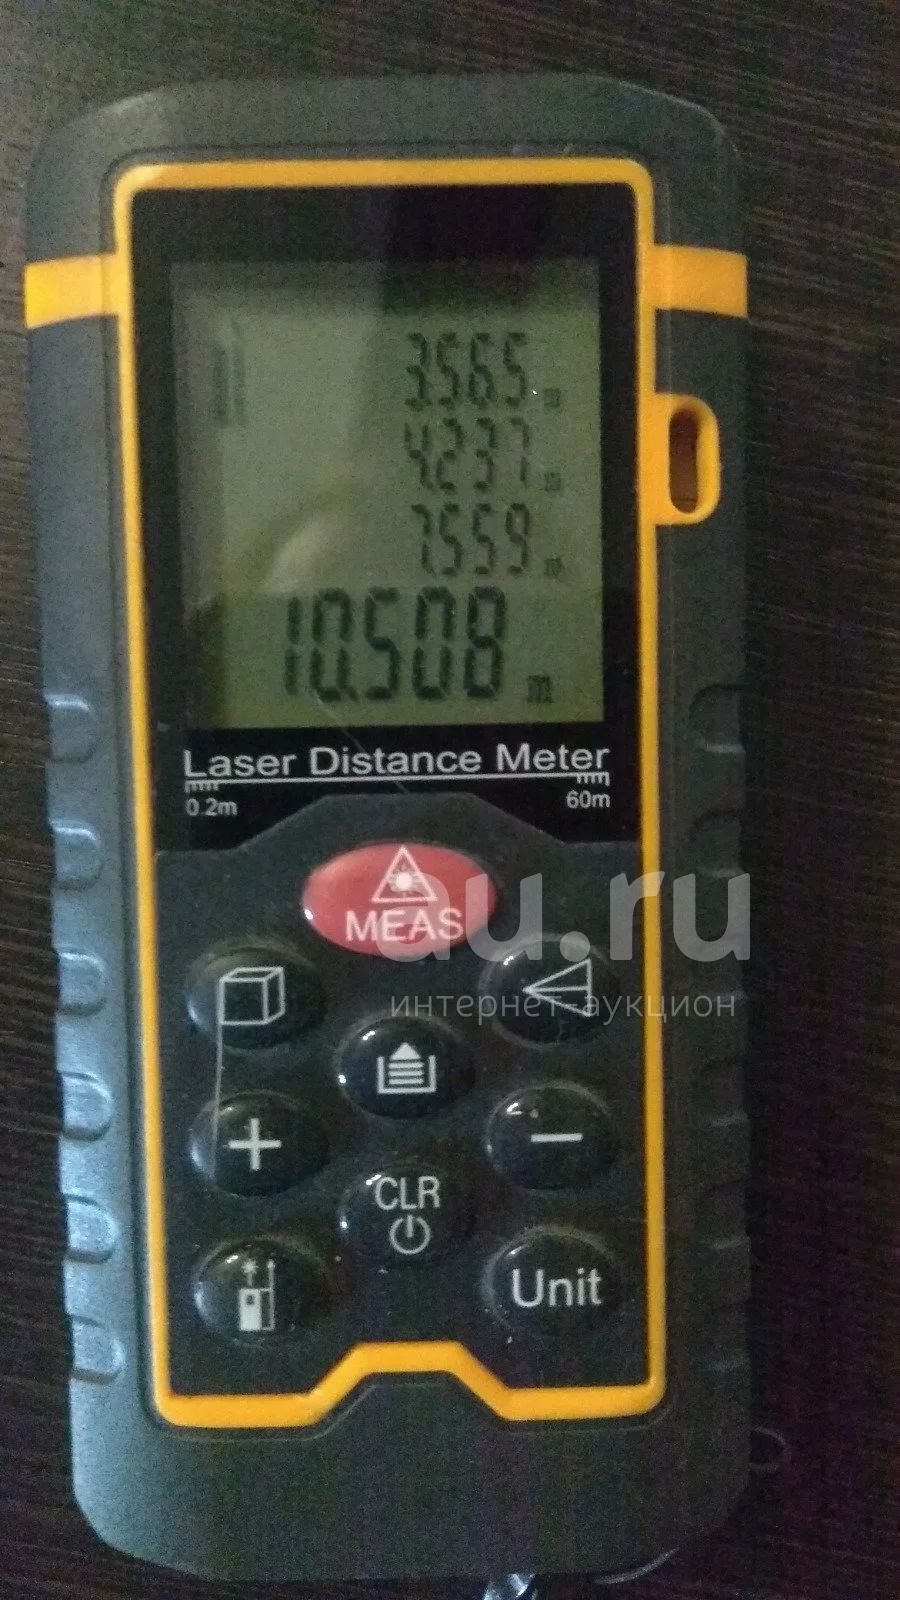 3.565 m
4.237 m
7.559 m
10.508 m
Laser Distance Meter
0.2m 60m
MEAS
au.ru
интернет-аукцион
+ −
CLR
Unit